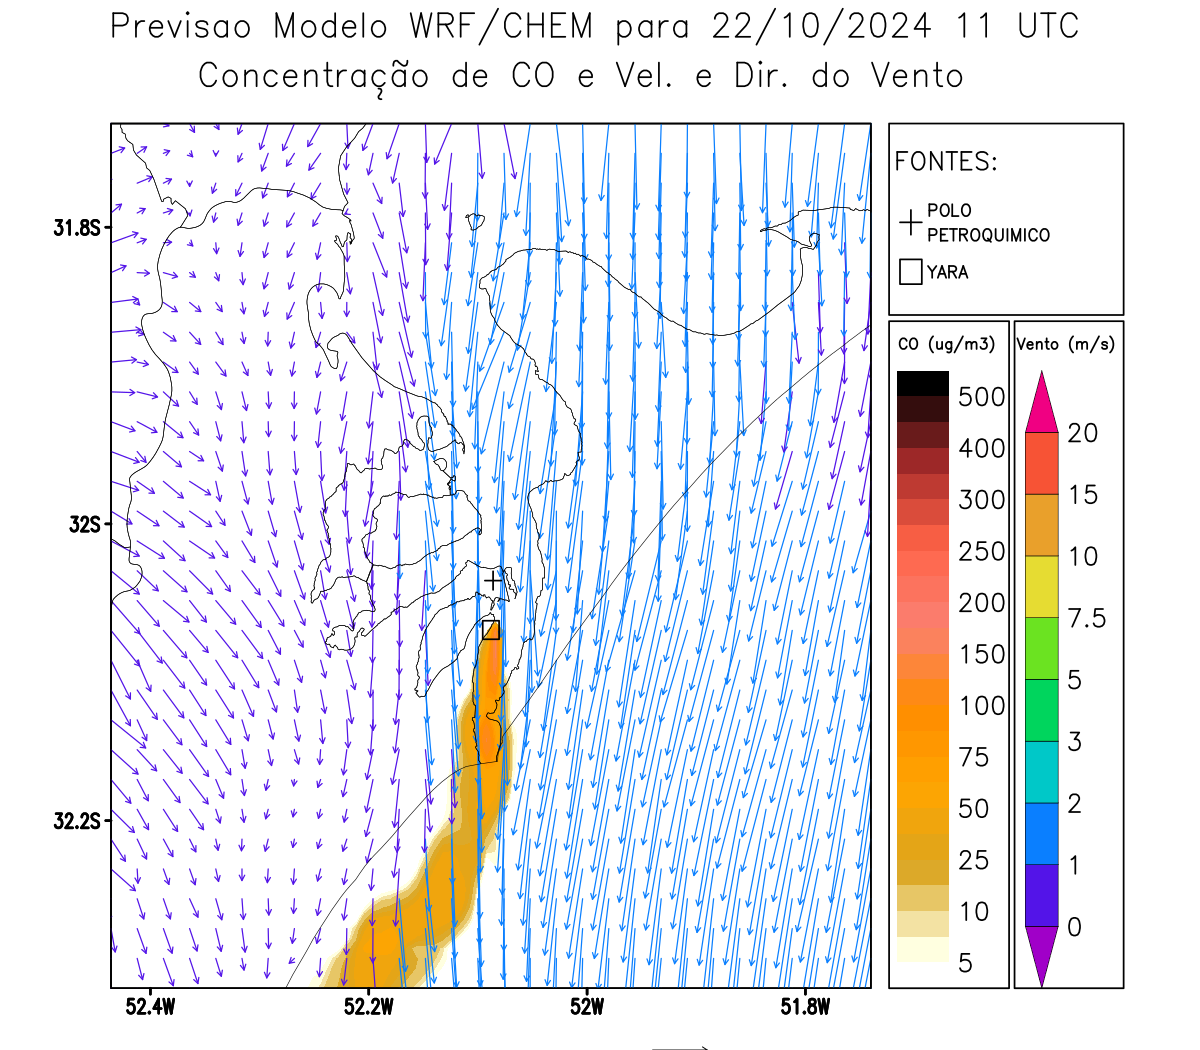 Previsao Modelo WRF/CHEM para 22/10/2024 11 UTC
Concentração de CO e Vel. e Dir. do Vento
FONTES:
POLO
PETROQUIMICO
YARA
CO (ug/m3)
500
400
300
250
200
150
100
75
50
25
10
5
Vento (m/s)
20
15
10
7.5
5
3
2
1
0
31.8S
32S
32.2S
52.4W
52.2W
52W
51.8W